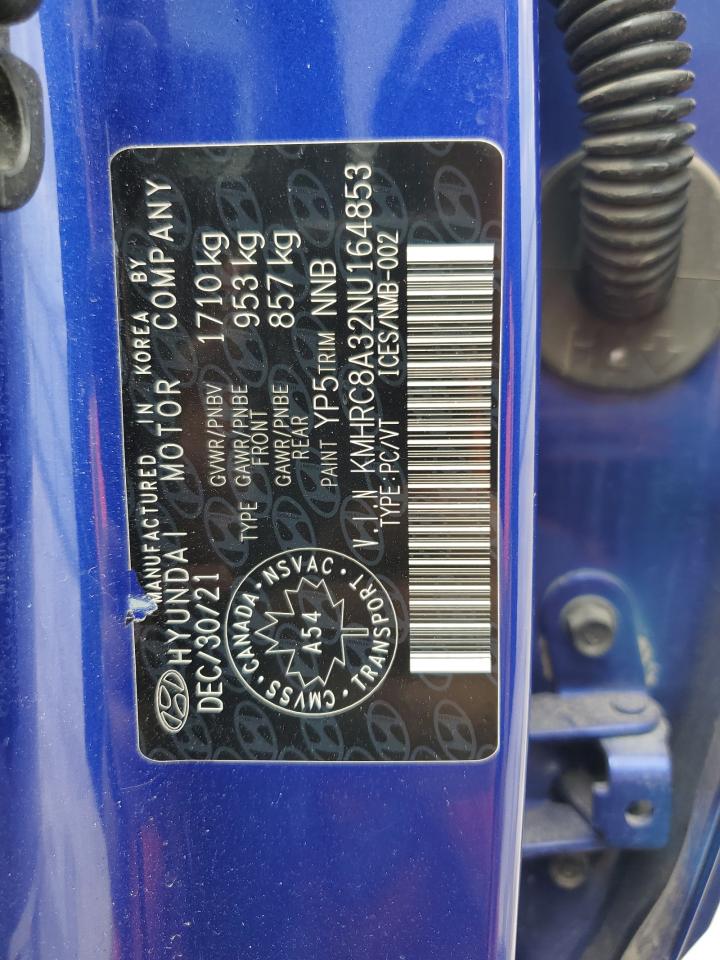 MANUFACTURED IN KOREA BY
HYUNDAI MOTOR COMPANY
DEC/30/21 GVWR/PNBV 1710 kg
TYPE GAWR/PNBE FRONT 953 kg
GAWR/PNBE REAR 857 kg
PAINT YP5 TRIM NNB
V.I.N KMHRC8A32NU164853
TYPE:PC/VT ICES/NMB-002
CANADA · NSVAC · TRANSPORT · CMVSS ·
A54